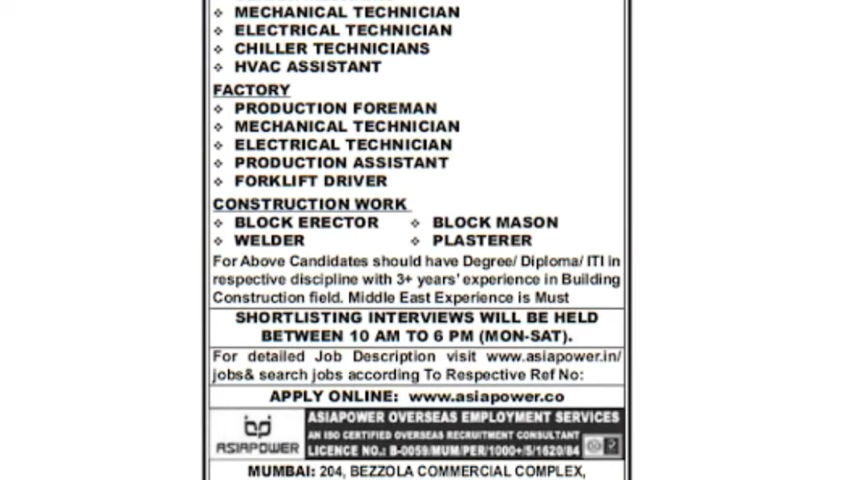 MECHANICAL TECHNICIAN
ELECTRICAL TECHNICIAN
CHILLER TECHNICIANS
HVAC ASSISTANT
FACTORY
PRODUCTION FOREMAN
MECHANICAL TECHNICIAN
ELECTRICAL TECHNICIAN
PRODUCTION ASSISTANT
FORKLIFT DRIVER
CONSTRUCTION WORK
BLOCK ERECTOR BLOCK MASON
WELDER PLASTERER
For Above Candidates should have Degree/ Diploma/ ITI in
respective discipline with 3+ years' experience in Building
Construction field. Middle East Experience is Must
SHORTLISTING INTERVIEWS WILL BE HELD
BETWEEN 10 AM TO 6 PM (MON-SAT).
For detailed Job Description visit www.asiapower.in/
jobs& search jobs according To Respective Ref No:
APPLY ONLINE: www.asiapower.co
ASIAPOWER
ASIAPOWER OVERSEAS EMPLOYMENT SERVICES
AN ISO CERTIFIED OVERSEAS RECRUITMENT CONSULTANT
LICENCE NO.: B-0059/MUM/PER/1000+/5/1620/84
MUMBAI: 204, BEZZOLA COMMERCIAL COMPLEX,